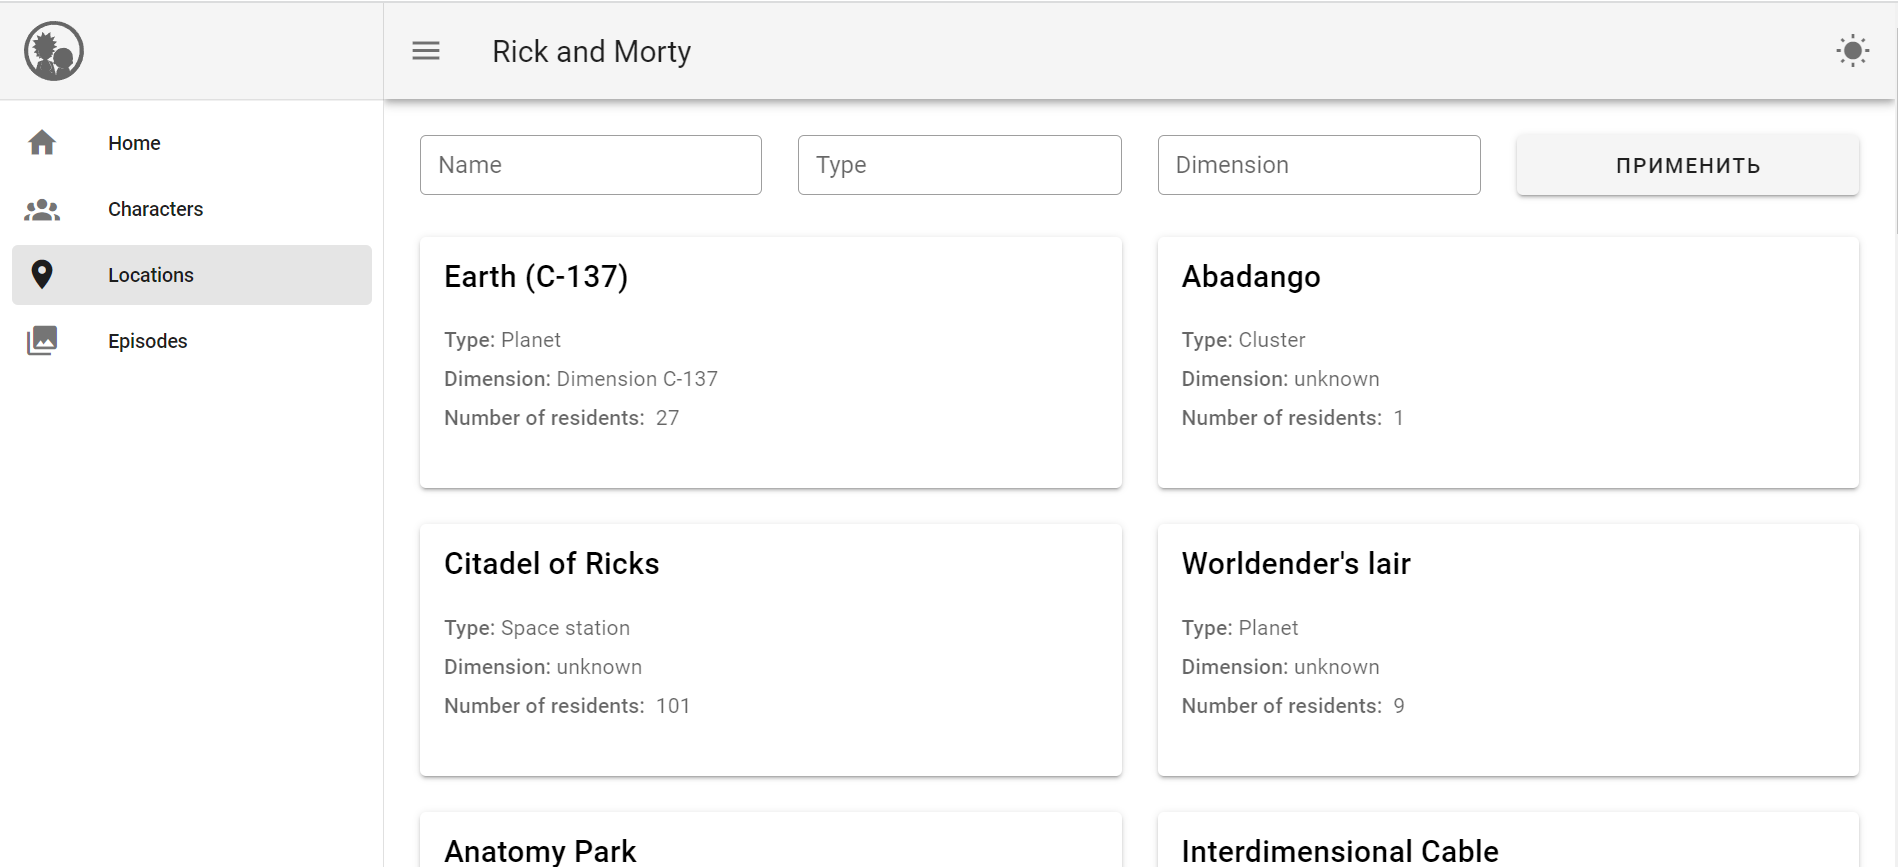 Rick and Morty
Home
Characters
Locations
Episodes
Name
Type
Dimension
ПРИМЕНИТЬ
Earth (C-137)
Type: Planet
Dimension: Dimension C-137
Number of residents: 27
Abadango
Type: Cluster
Dimension: unknown
Number of residents: 1
Citadel of Ricks
Type: Space station
Dimension: unknown
Number of residents: 101
Worldender's lair
Type: Planet
Dimension: unknown
Number of residents: 9
Anatomy Park
Interdimensional Cable